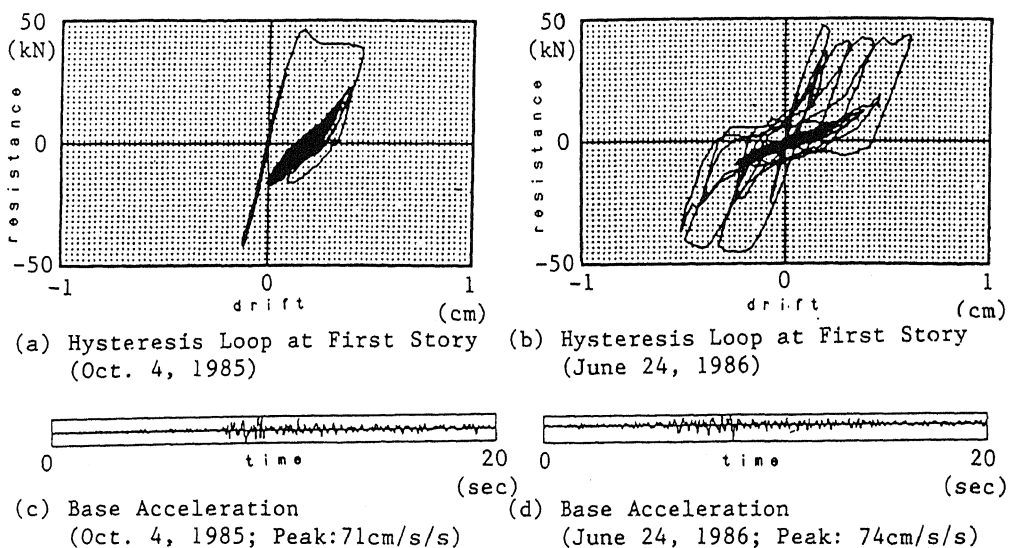 50
(kN)
resistance
0
-50
-1
0
1
drift
(cm)
(a) Hysteresis Loop at First Story
(Oct. 4, 1985)
50
(kN)
resistance
0
-50
-1
0
1
drift
(cm)
(b) Hysteresis Loop at First Story
(June 24, 1986)
0
time
20
(sec)
(c) Base Acceleration
(Oct. 4, 1985; Peak:71cm/s/s)
0
time
20
(sec)
(d) Base Acceleration
(June 24, 1986; Peak: 74cm/s/s)